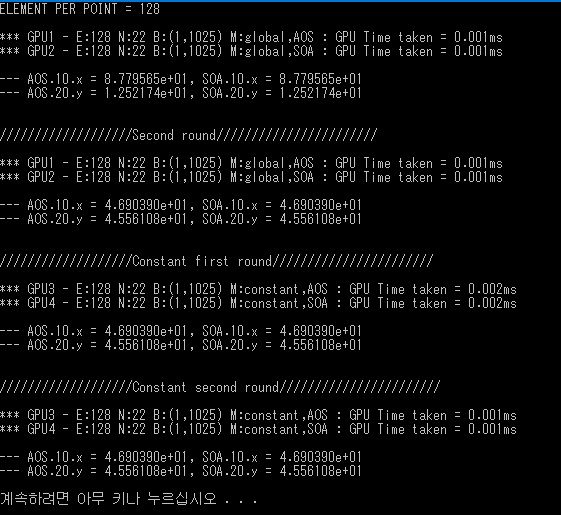 ELEMENT PER POINT = 128
*** GPU1 - E:128 N:22 B:(1,1025) M:global,AOS : GPU Time taken = 0.001ms
*** GPU2 - E:128 N:22 B:(1,1025) M:global,SOA : GPU Time taken = 0.001ms
--- AOS.10.x = 8.779565e+01, SOA.10.x = 8.779565e+01
--- AOS.20.y = 1.252174e+01, SOA.20.y = 1.252174e+01
///////////////////Second round///////////////////////
*** GPU1 - E:128 N:22 B:(1,1025) M:global,AOS : GPU Time taken = 0.001ms
*** GPU2 - E:128 N:22 B:(1,1025) M:global,SOA : GPU Time taken = 0.001ms
--- AOS.10.x = 4.690390e+01, SOA.10.x = 4.690390e+01
--- AOS.20.y = 4.556108e+01, SOA.20.y = 4.556108e+01
///////////////////Constant first round///////////////////////
*** GPU3 - E:128 N:22 B:(1,1025) M:constant,AOS : GPU Time taken = 0.002ms
*** GPU4 - E:128 N:22 B:(1,1025) M:constant,SOA : GPU Time taken = 0.002ms
--- AOS.10.x = 4.690390e+01, SOA.10.x = 4.690390e+01
--- AOS.20.y = 4.556108e+01, SOA.20.y = 4.556108e+01
///////////////////Constant second round///////////////////////
*** GPU3 - E:128 N:22 B:(1,1025) M:constant,AOS : GPU Time taken = 0.001ms
*** GPU4 - E:128 N:22 B:(1,1025) M:constant,SOA : GPU Time taken = 0.001ms
--- AOS.10.x = 4.690390e+01, SOA.10.x = 4.690390e+01
--- AOS.20.y = 4.556108e+01, SOA.20.y = 4.556108e+01
계속하려면 아무 키나 누르십시오 . . .